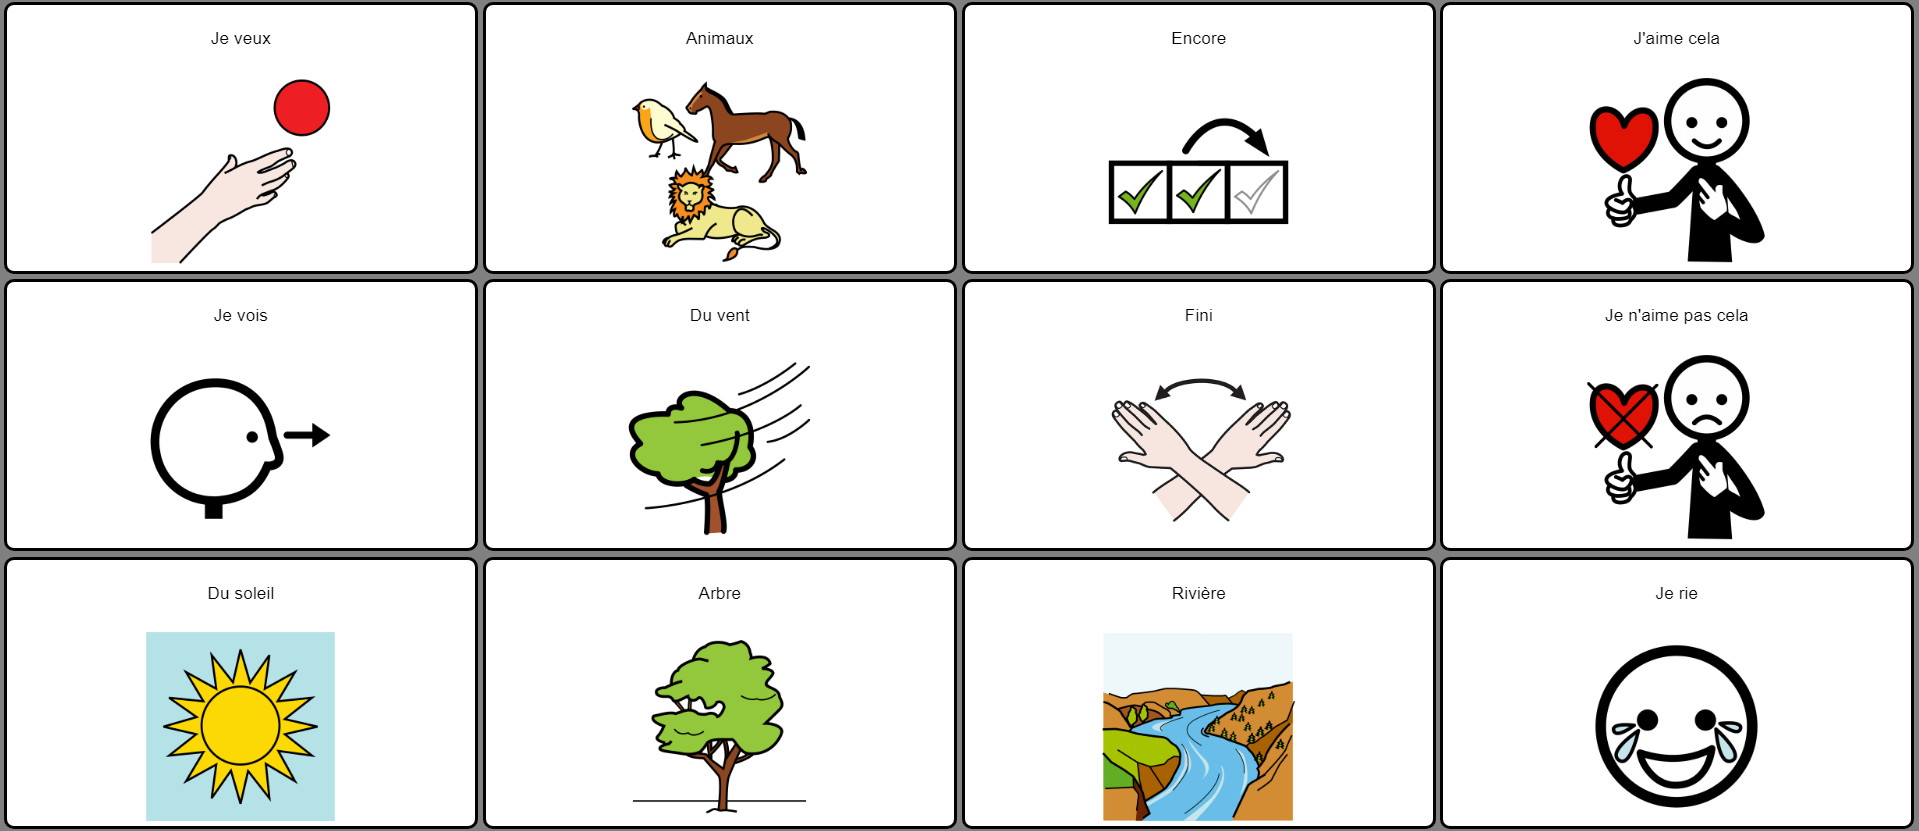 Je veux
Animaux
Encore
J'aime cela
Je vois
Du vent
Fini
Je n'aime pas cela
Du soleil
Arbre
Rivière
Je rie